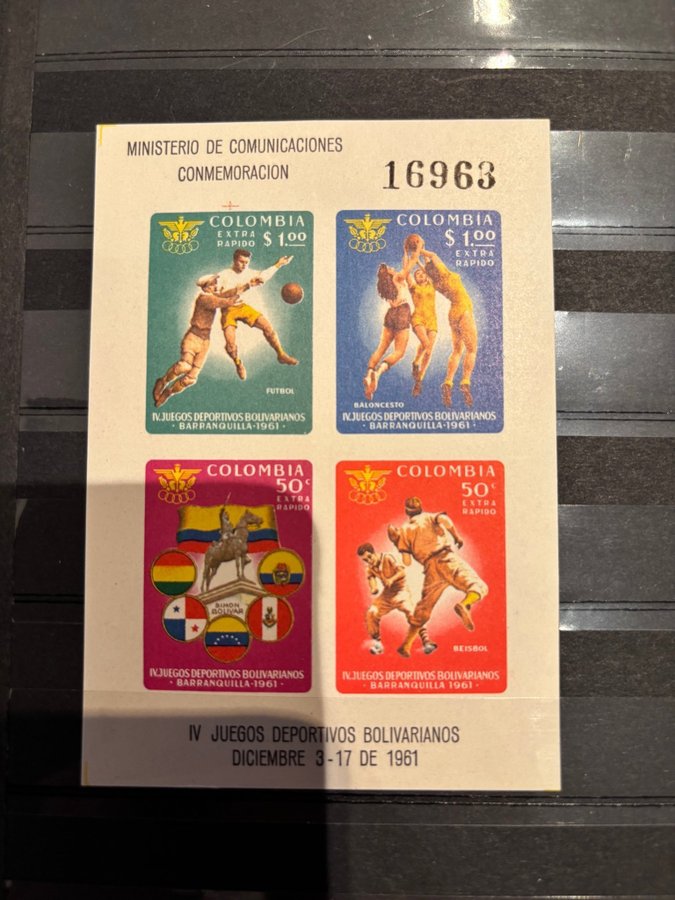 MINISTERIO DE COMUNICACIONES
CONMEMORACION
16963
COLOMBIA
EXTRA
RAPIDO
$1.00
FUTBOL
IV. JUEGOS DEPORTIVOS BOLIVARIANOS
· BARRANQUILLA-1961 ·
COLOMBIA
$1.00
EXTRA
RAPIDO
BALONCESTO
IV. JUEGOS DEPORTIVOS BOLIVARIANOS
· BARRANQUILLA-1961 ·
COLOMBIA
50c
EXTRA
RAPIDO
SIMON
BOLIVAR
IV. JUEGOS DEPORTIVOS BOLIVARIANOS
· BARRANQUILLA-1961 ·
COLOMBIA
50c
EXTRA
RAPIDO
BEISBOL
IV. JUEGOS DEPORTIVOS BOLIVARIANOS
· BARRANQUILLA-1961 ·
IV JUEGOS DEPORTIVOS BOLIVARIANOS
DICIEMBRE 3-17 DE 1961